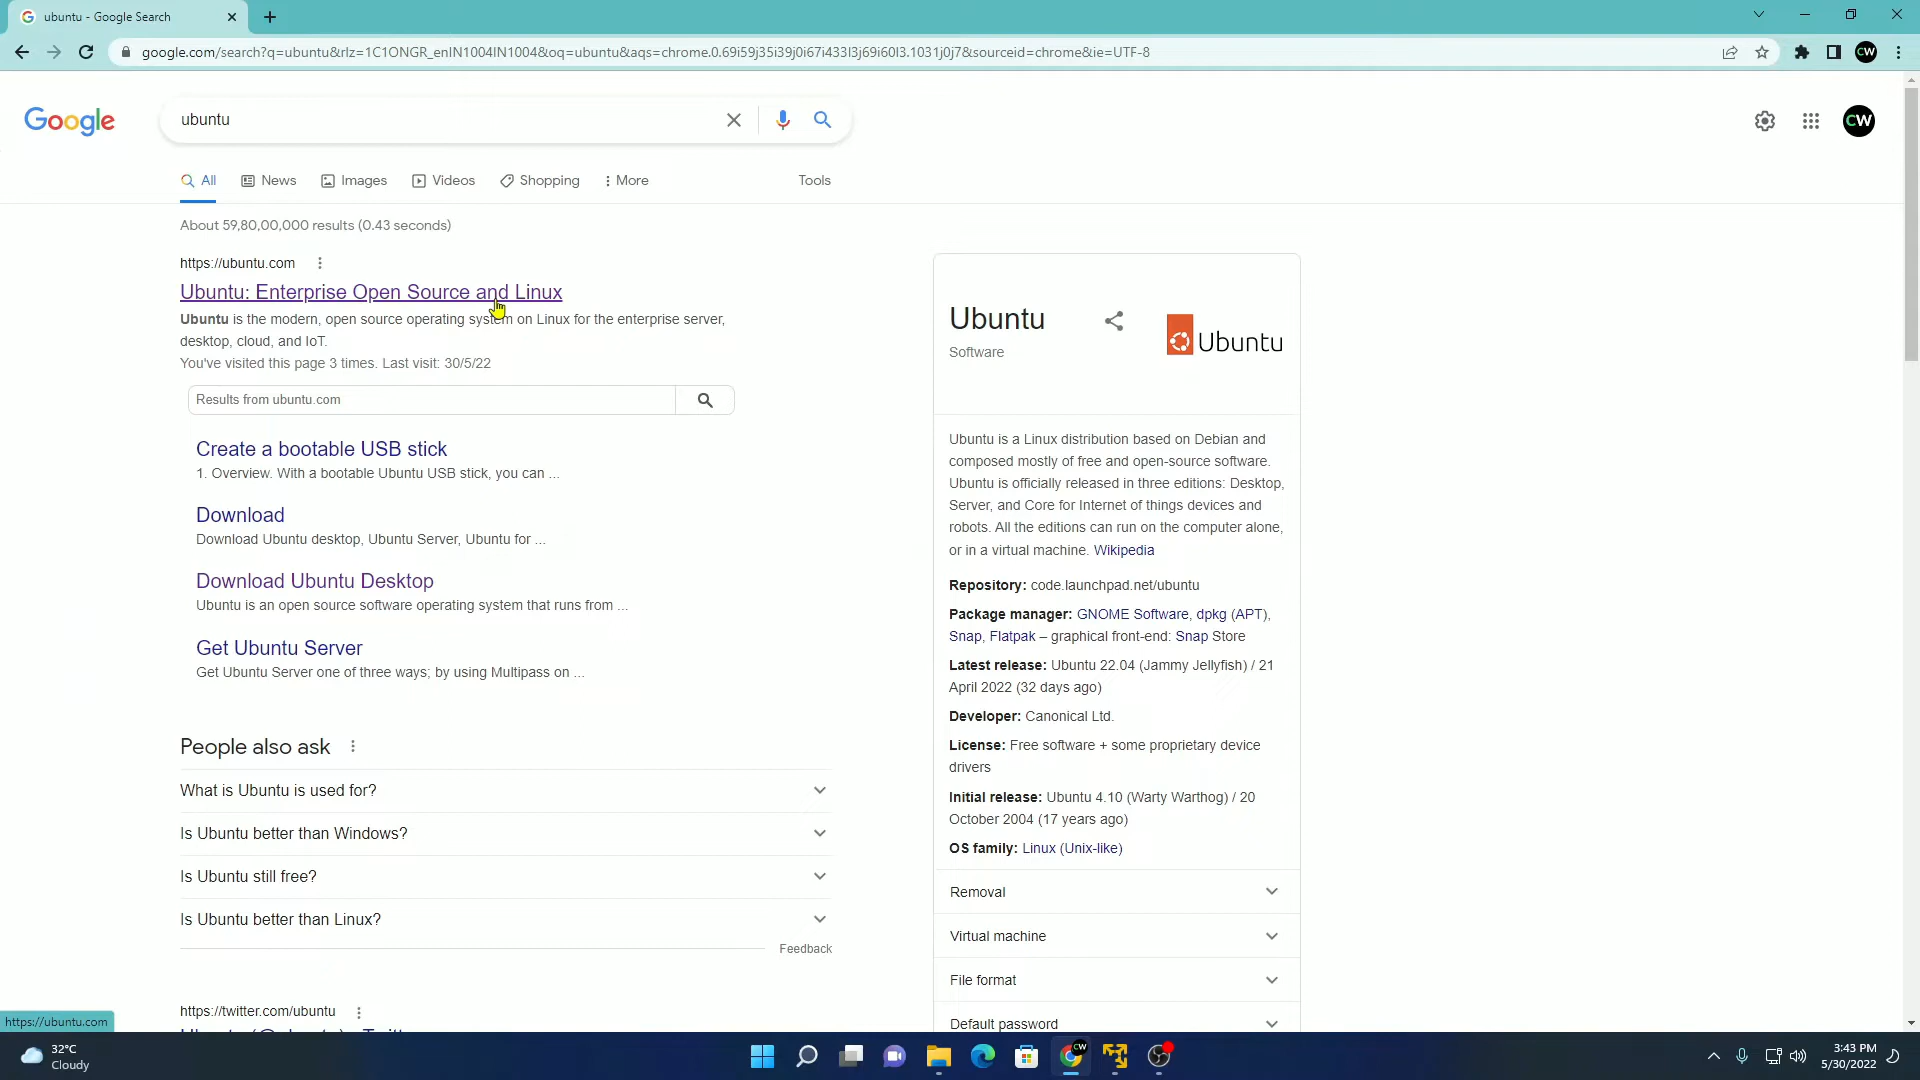 ubuntu - Google Search
google.com/search?q=ubuntu&rlz=1C1ONGR_enIN1004IN1004&oq=ubuntu&aqs=chrome.0.69i59j35i39j0i67i433l3j69i60l3.1031j0j7&sourceid=chrome&ie=UTF-8
CW
Google
ubuntu
CW
All
News
Images
Videos
Shopping
More
Tools
About 59,80,00,000 results (0.43 seconds)
https://ubuntu.com
Ubuntu: Enterprise Open Source and Linux
Ubuntu is the modern, open source operating system on Linux for the enterprise server,
desktop, cloud, and IoT.
You've visited this page 3 times. Last visit: 30/5/22
Results from ubuntu.com
Create a bootable USB stick
1. Overview. With a bootable Ubuntu USB stick, you can ...
Download
Download Ubuntu desktop, Ubuntu Server, Ubuntu for ...
Download Ubuntu Desktop
Ubuntu is an open source software operating system that runs from ...
Get Ubuntu Server
Get Ubuntu Server one of three ways; by using Multipass on ...
People also ask
What is Ubuntu is used for?
Is Ubuntu better than Windows?
Is Ubuntu still free?
Is Ubuntu better than Linux?
Feedback
https://twitter.com/ubuntu
https://ubuntu.com
Ubuntu
Software
Ubuntu
Ubuntu is a Linux distribution based on Debian and
composed mostly of free and open-source software.
Ubuntu is officially released in three editions: Desktop,
Server, and Core for Internet of things devices and
robots. All the editions can run on the computer alone,
or in a virtual machine. Wikipedia
Repository: code.launchpad.net/ubuntu
Package manager: GNOME Software, dpkg (APT),
Snap, Flatpak – graphical front-end: Snap Store
Latest release: Ubuntu 22.04 (Jammy Jellyfish) / 21
April 2022 (32 days ago)
Developer: Canonical Ltd.
License: Free software + some proprietary device
drivers
Initial release: Ubuntu 4.10 (Warty Warthog) / 20
October 2004 (17 years ago)
OS family: Linux (Unix-like)
Removal
Virtual machine
File format
Default password
32°C
Cloudy
CW
3:43 PM
5/30/2022